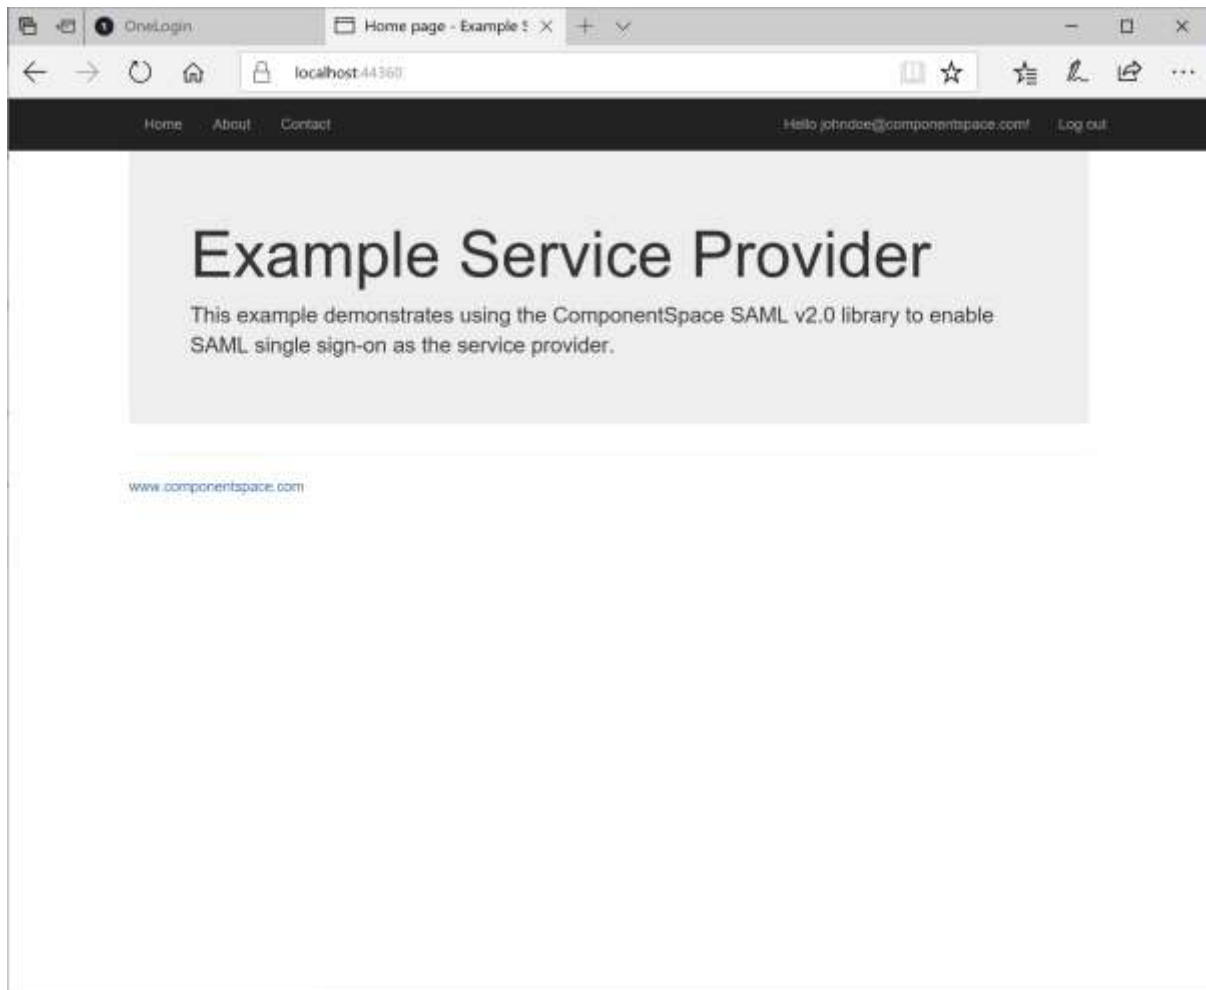 OneLogin
Home page - Example S
localhost:44360
Home About Contact Hello johndoe@componentspace.com! Log out
Example Service Provider
This example demonstrates using the ComponentSpace SAML v2.0 library to enable
SAML single sign-on as the service provider.
www.componentspace.com